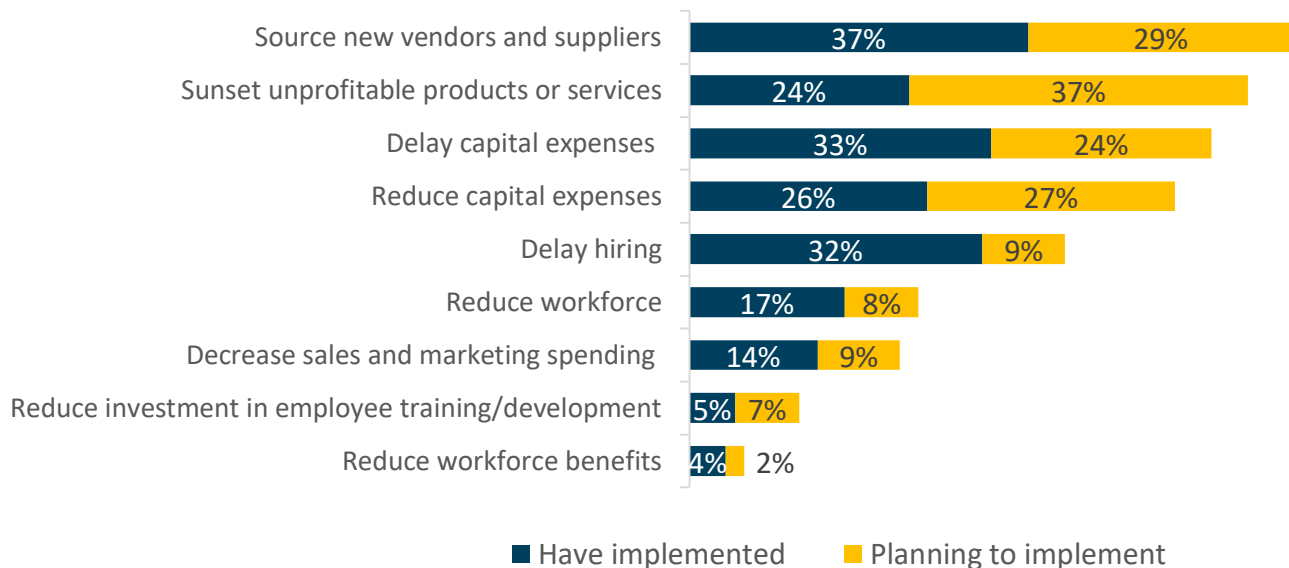 Source new vendors and suppliers 37% 29%
Sunset unprofitable products or services 24% 37%
Delay capital expenses 33% 24%
Reduce capital expenses 26% 27%
Delay hiring 32% 9%
Reduce workforce 17% 8%
Decrease sales and marketing spending 14% 9%
Reduce investment in employee training/development 5% 7%
Reduce workforce benefits 4% 2%
Have implemented Planning to implement